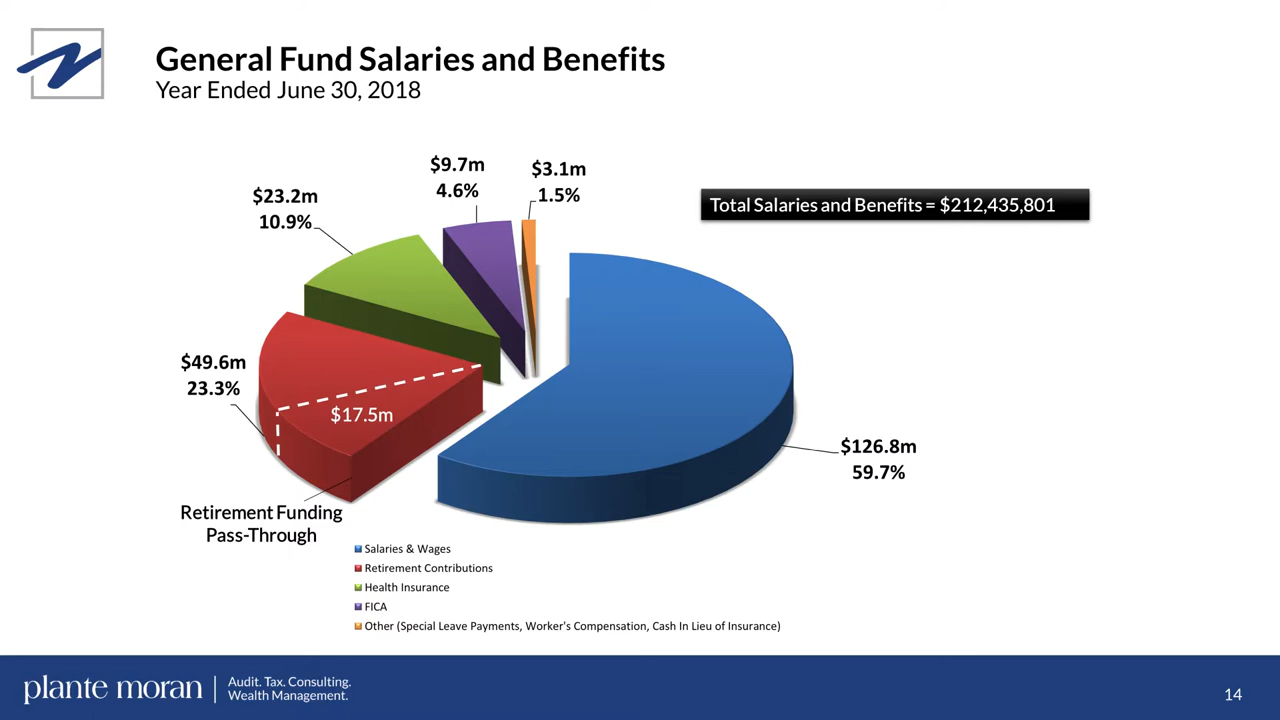 General Fund Salaries and Benefits
Year Ended June 30, 2018
$9.7m
4.6%
$3.1m
1.5%
$23.2m
10.9%
Total Salaries and Benefits = $212,435,801
$49.6m
23.3%
$17.5m
$126.8m
59.7%
Retirement Funding
Pass-Through
Salaries & Wages
Retirement Contributions
Health Insurance
FICA
Other (Special Leave Payments, Worker's Compensation, Cash In Lieu of Insurance)
plante moran
Audit. Tax. Consulting.
Wealth Management.
14